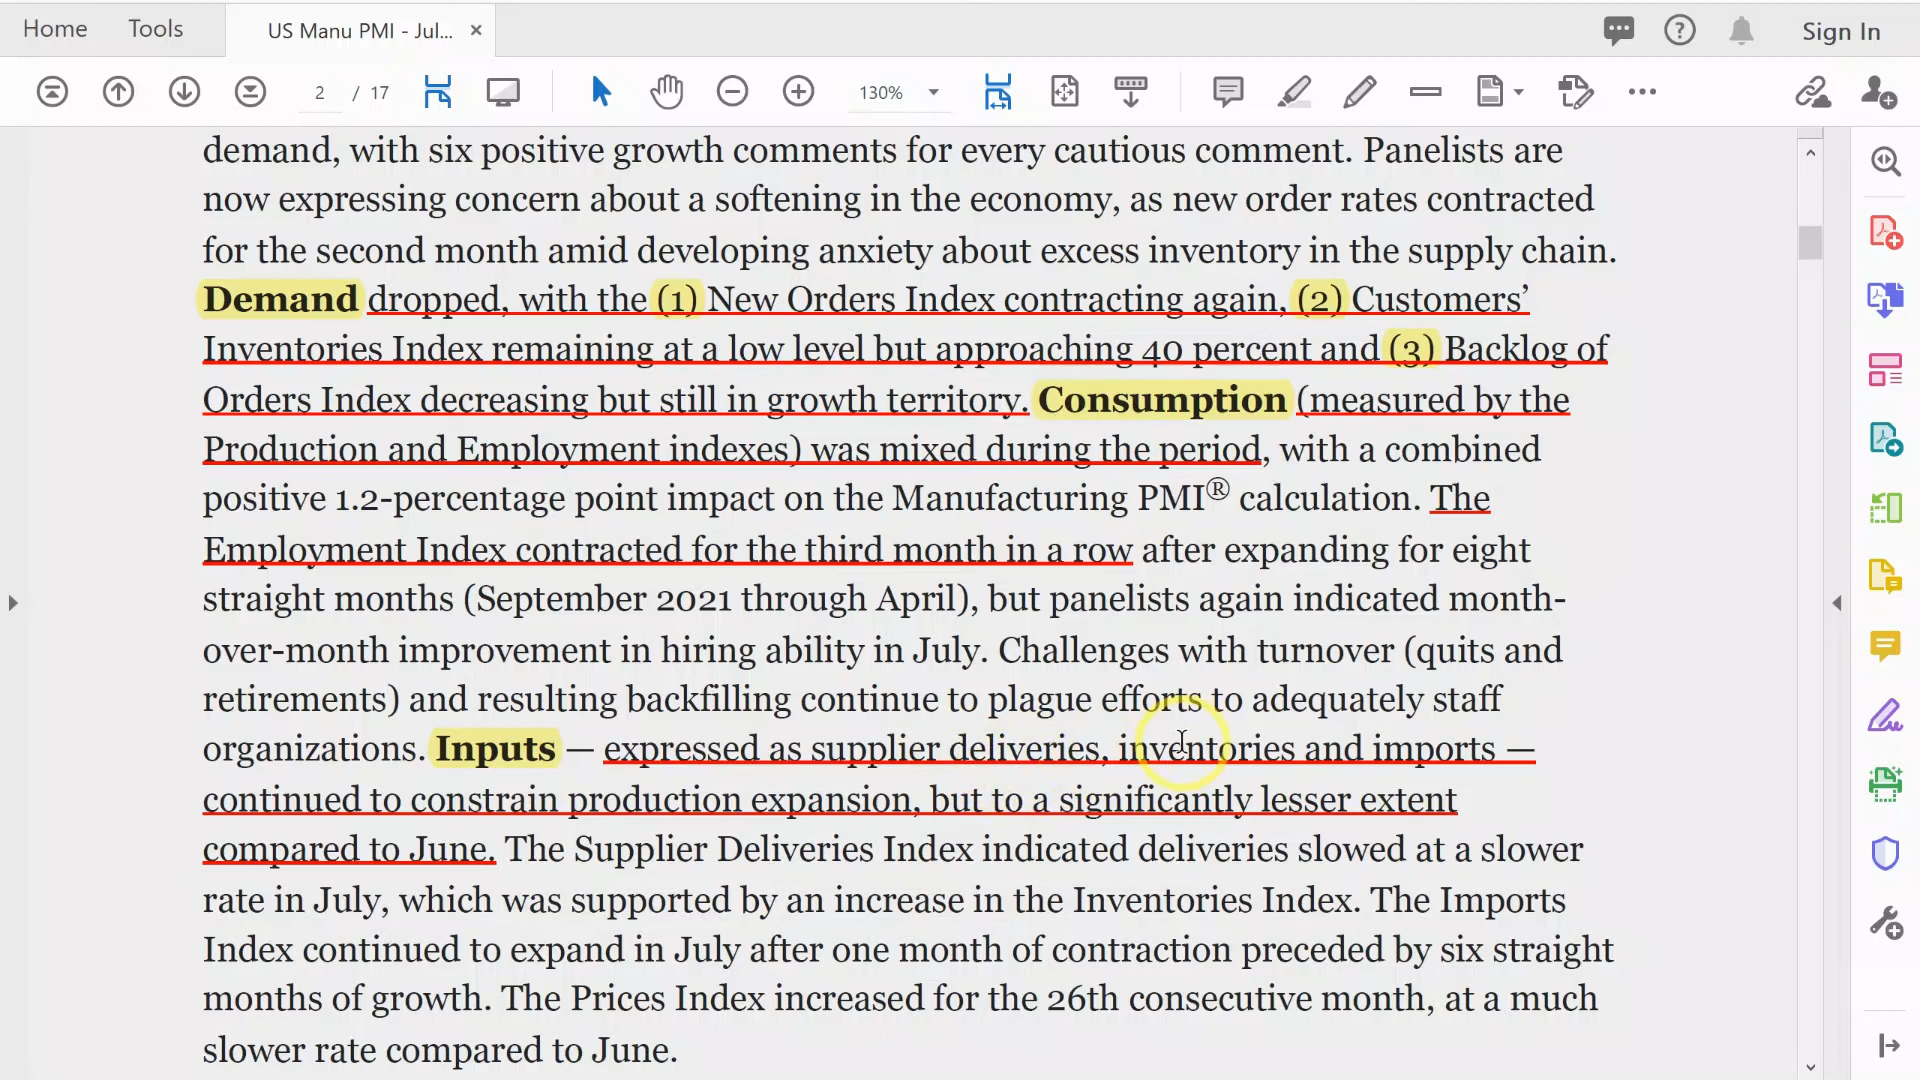 Home Tools US Manu PMI - Jul... × Sign In
2 / 17 130%
demand, with six positive growth comments for every cautious comment. Panelists are
now expressing concern about a softening in the economy, as new order rates contracted
for the second month amid developing anxiety about excess inventory in the supply chain.
Demand dropped, with the (1) New Orders Index contracting again, (2) Customers’
Inventories Index remaining at a low level but approaching 40 percent and (3) Backlog of
Orders Index decreasing but still in growth territory. Consumption (measured by the
Production and Employment indexes) was mixed during the period, with a combined
positive 1.2-percentage point impact on the Manufacturing PMI® calculation. The
Employment Index contracted for the third month in a row after expanding for eight
straight months (September 2021 through April), but panelists again indicated month-
over-month improvement in hiring ability in July. Challenges with turnover (quits and
retirements) and resulting backfilling continue to plague efforts to adequately staff
organizations. Inputs — expressed as supplier deliveries, inventories and imports —
continued to constrain production expansion, but to a significantly lesser extent
compared to June. The Supplier Deliveries Index indicated deliveries slowed at a slower
rate in July, which was supported by an increase in the Inventories Index. The Imports
Index continued to expand in July after one month of contraction preceded by six straight
months of growth. The Prices Index increased for the 26th consecutive month, at a much
slower rate compared to June.